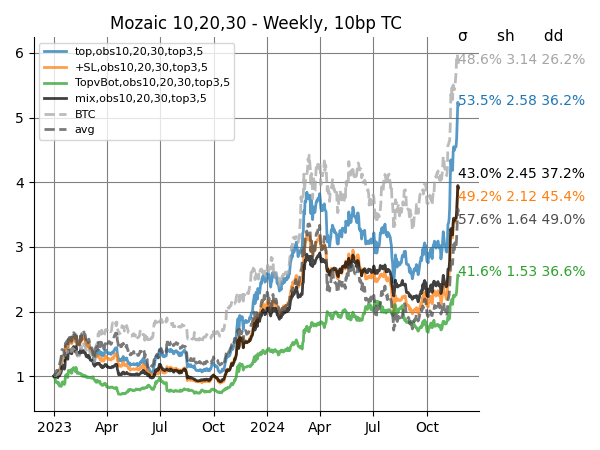 Mozaic 10,20,30 - Weekly, 10bp TC
σ sh dd
top,obs10,20,30,top3,5
+SL,obs10,20,30,top3,5
TopvBot,obs10,20,30,top3,5
mix,obs10,20,30,top3,5
BTC
avg
48.6% 3.14 26.2%
53.5% 2.58 36.2%
43.0% 2.45 37.2%
49.2% 2.12 45.4%
57.6% 1.64 49.0%
41.6% 1.53 36.6%
6
5
4
3
2
1
2023 Apr Jul Oct 2024 Apr Jul Oct